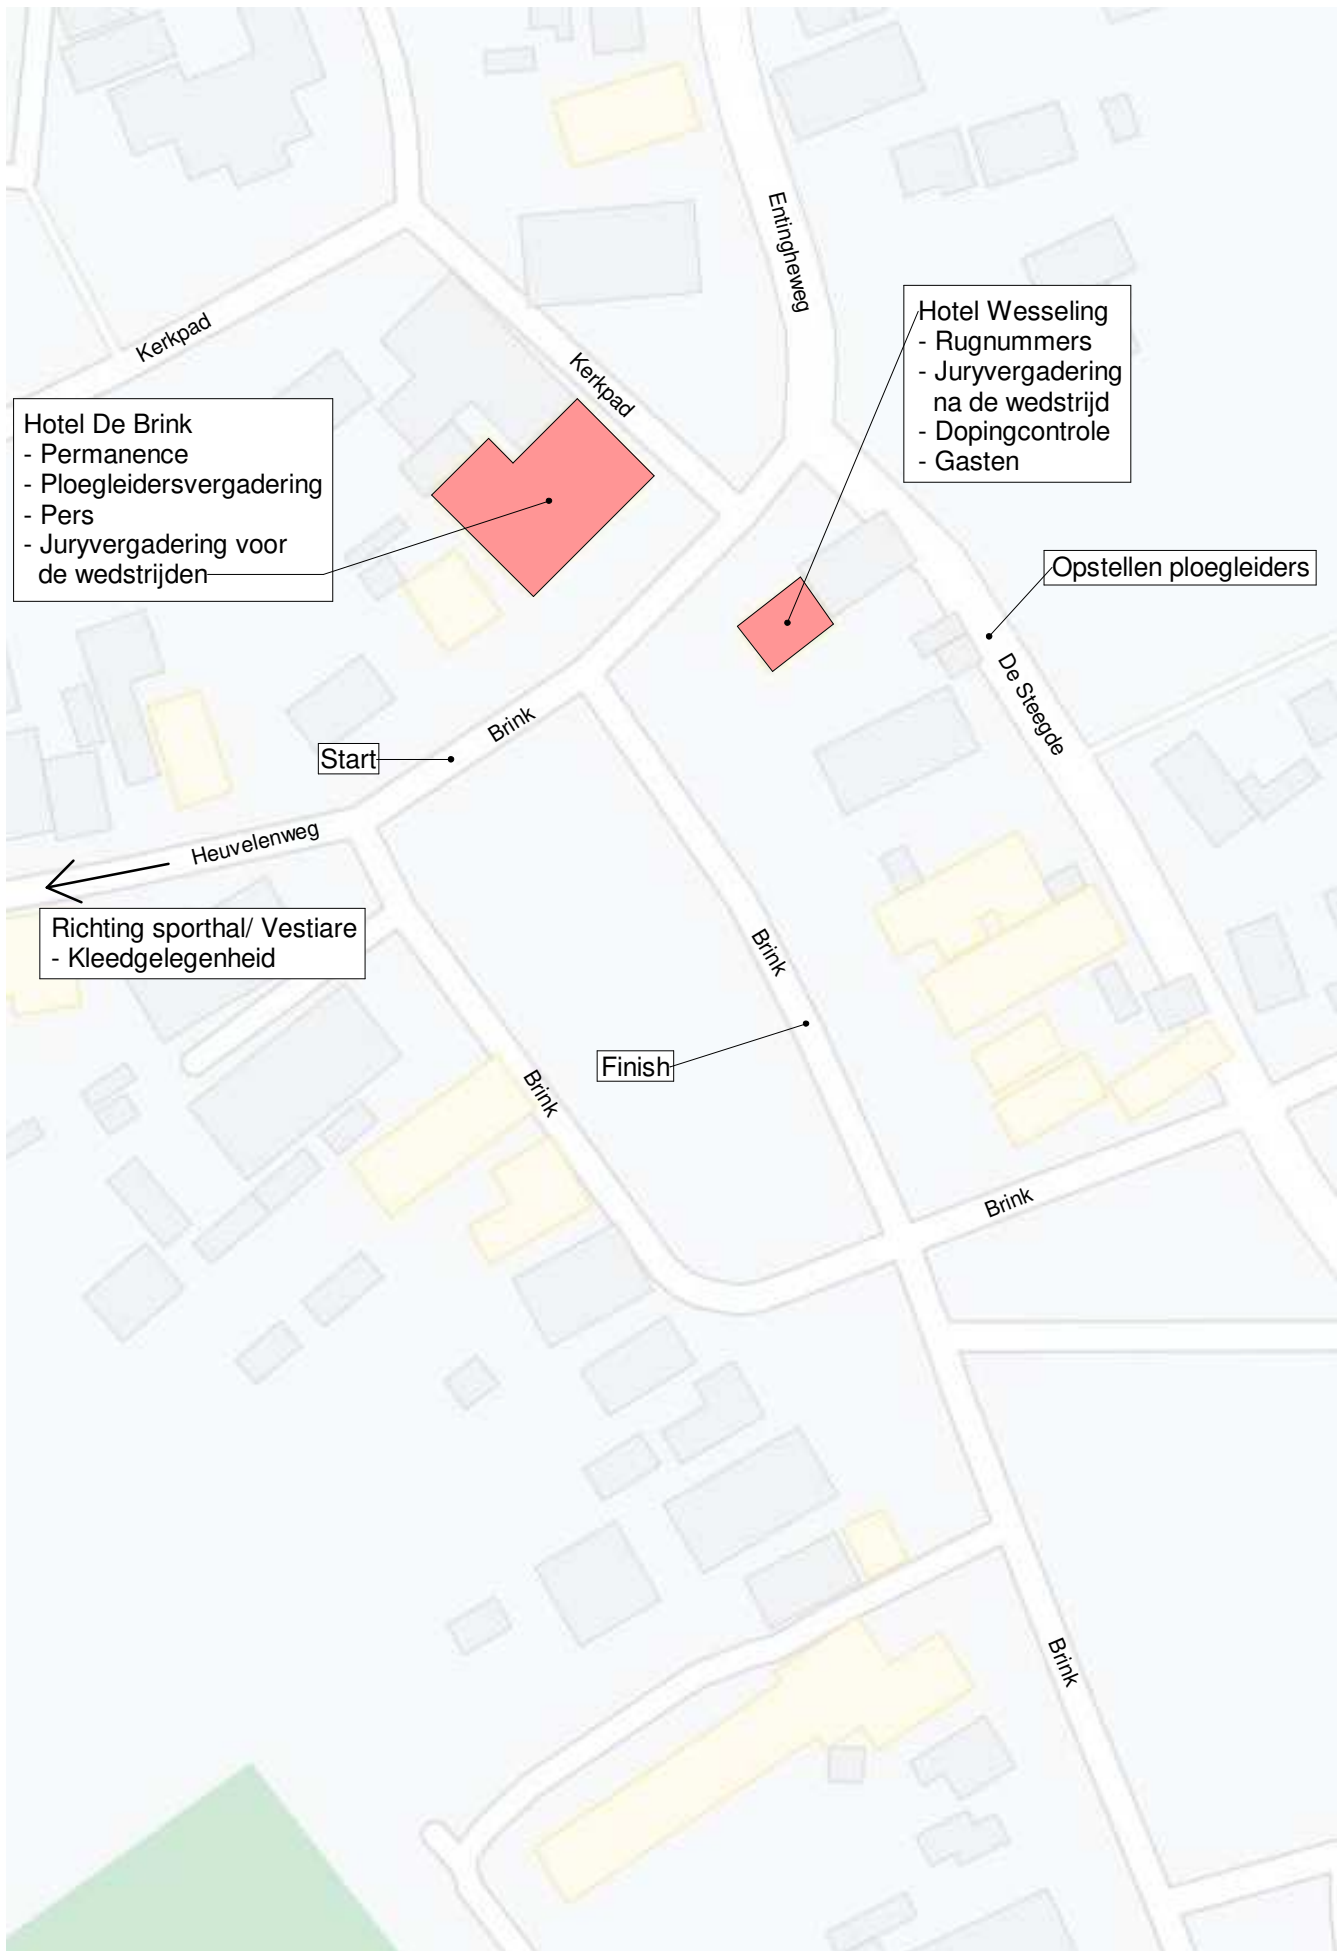 Entingheweg
Hotel Wesseling
- Rugnummers
- Juryvergadering
na de wedstrijd
- Dopingcontrole
- Gasten
Kerkpad
Kerkpad
Hotel De Brink
- Permanence
- Ploegleidersvergadering
- Pers
- Juryvergadering voor
de wedstrijden
Opstellen ploegleiders
De Steegde
Brink
Start
Heuvelenweg
Richting sporthal/ Vestiare
- Kleedgelegenheid
Brink
Finish
Brink
Brink
Brink